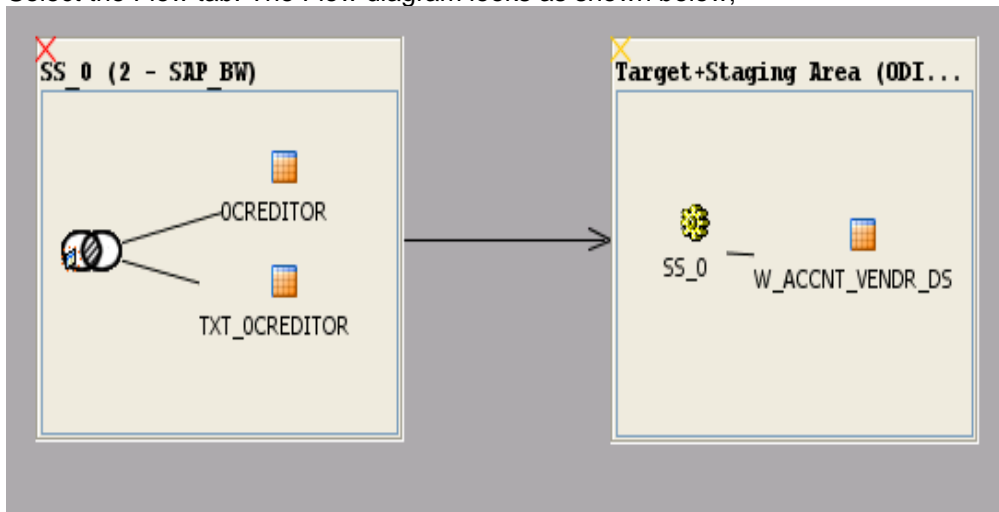 Select the Flow tab. The Flow diagram looks as shown below,
SS_0 (2 - SAP_BW)
0CREDITOR
TXT_0CREDITOR
Target+Staging Area (ODI...
SS_0
W_ACCNT_VENDR_DS